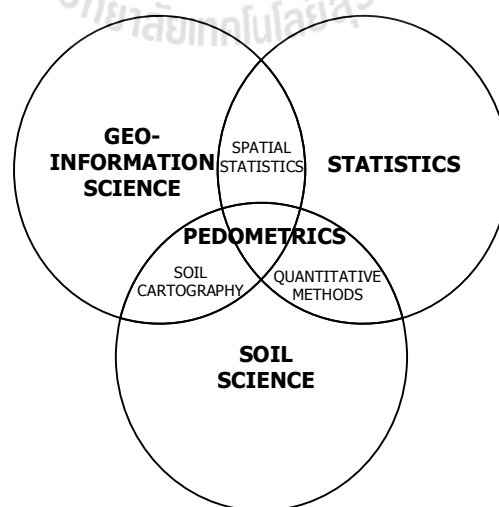 GEO-
INFORMATION
SCIENCE
SPATIAL
STATISTICS
STATISTICS
PEDOMETRICS
SOIL
CARTOGRAPHY
QUANTITATIVE
METHODS
SOIL
SCIENCE